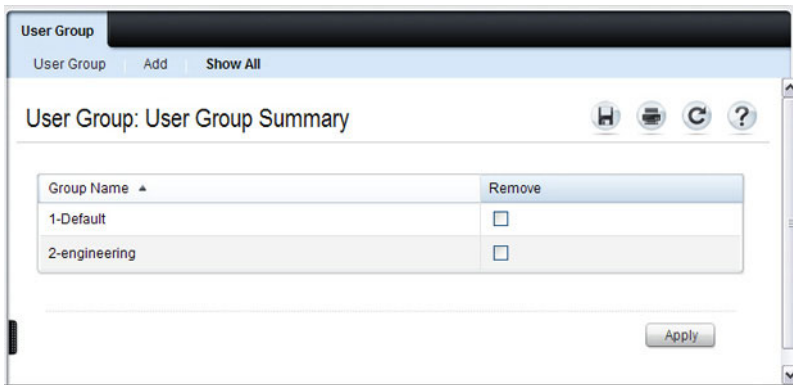 User Group
User Group Add Show All
User Group: User Group Summary
Group Name Remove
1-Default
2-engineering
Apply